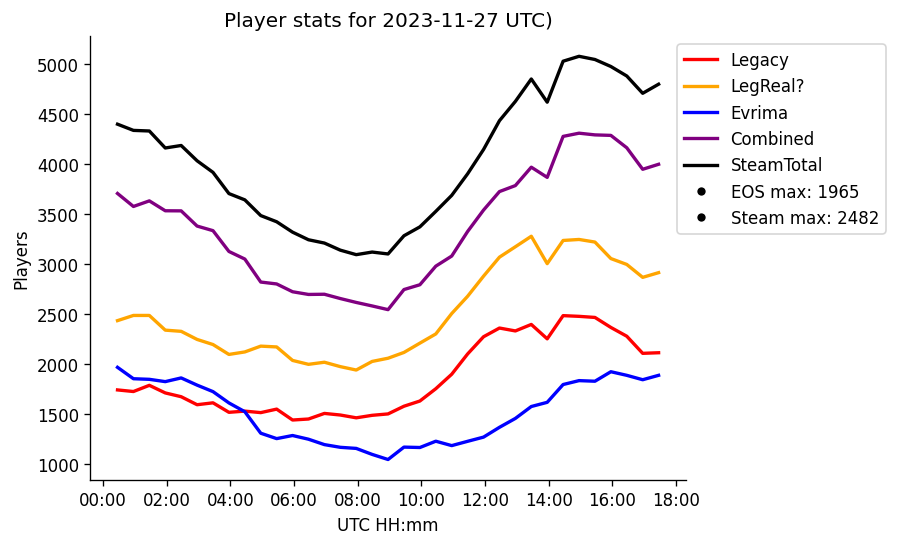 Player stats for 2023-11-27 UTC)
Players
5000
4500
4000
3500
3000
2500
2000
1500
1000
00:00 02:00 04:00 06:00 08:00 10:00 12:00 14:00 16:00 18:00
UTC HH:mm
Legacy
LegReal?
Evrima
Combined
SteamTotal
EOS max: 1965
Steam max: 2482